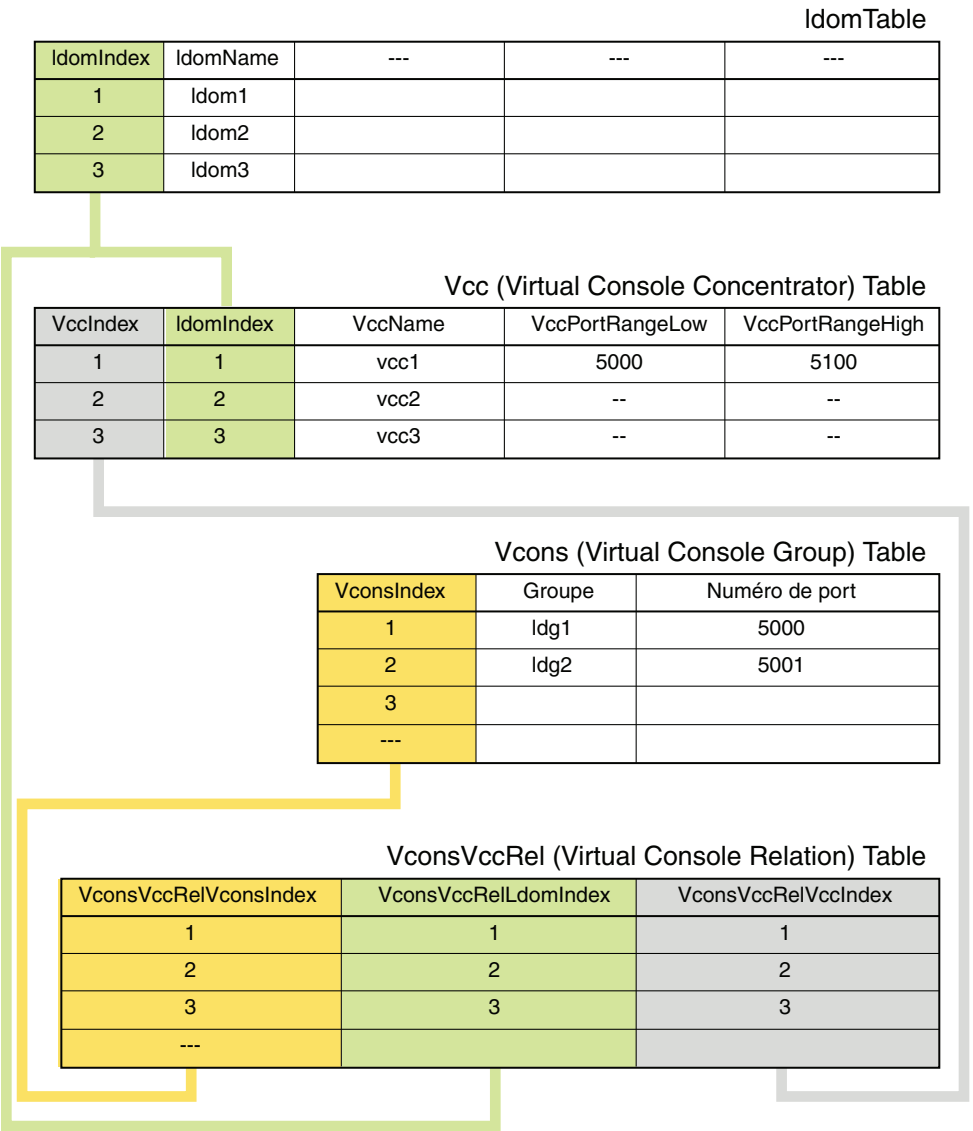 ldomTable
ldomIndex ldomName --- --- ---
1 ldom1
2 ldom2
3 ldom3
Vcc (Virtual Console Concentrator) Table
VccIndex ldomIndex VccName VccPortRangeLow VccPortRangeHigh
1 1 vcc1 5000 5100
2 2 vcc2 -- --
3 3 vcc3 -- --
Vcons (Virtual Console Group) Table
VconsIndex Groupe Numéro de port
1 ldg1 5000
2 ldg2 5001
3
---
VconsVccRel (Virtual Console Relation) Table
VconsVccRelVconsIndex VconsVccRelLdomIndex VconsVccRelVccIndex
1 1 1
2 2 2
3 3 3
---